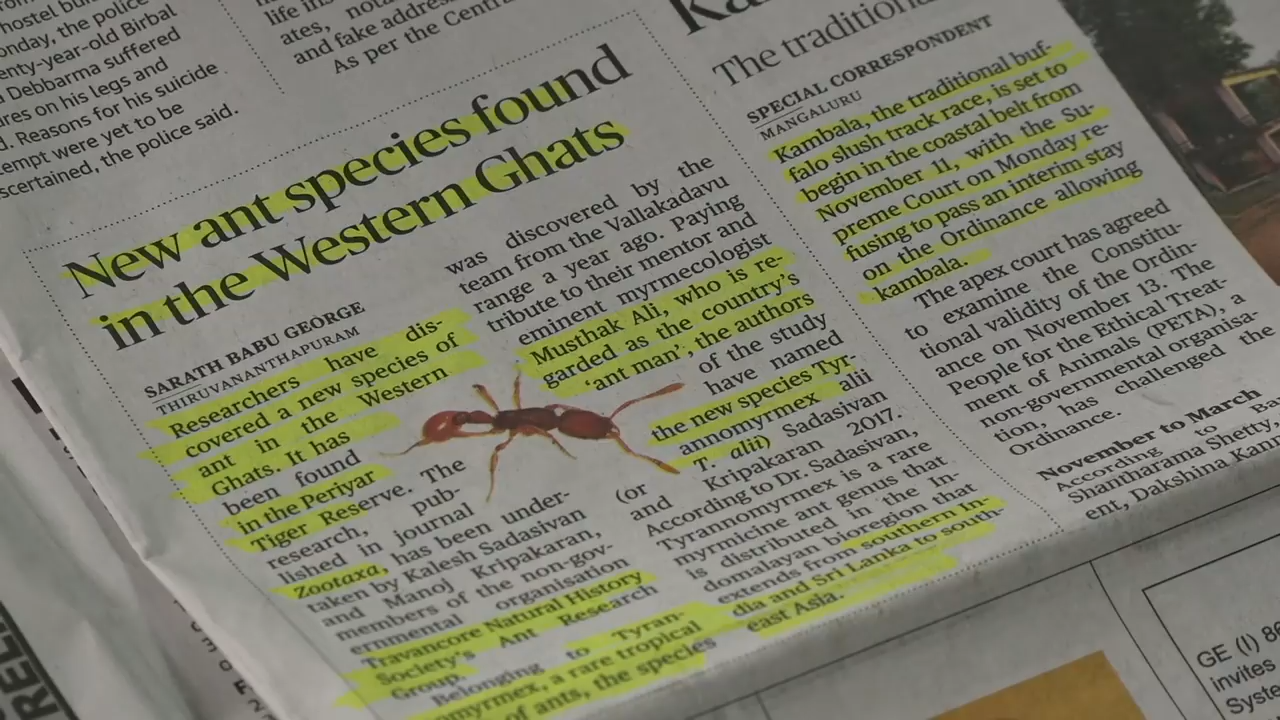 hostel
onday, the police
enty-year-old Birbal
Debbarma suffered
ures on his legs and
d. Reasons for his suicide
tempt were yet to be
scertained, the police said.
life
ates,
and fake
As per the Centr
New ant species found
in the Western Ghats
SARATH BABU GEORGE
THIRUVANANTHAPURAM
Researchers have dis-
covered a new species of
ant in the Western
Ghats. It has
been found
in the Periyar
Tiger Reserve. The
research, pub-
lished in journal
Zootaxa, has been under-
taken by Kalesh Sadasivan
and Manoj Kripakaran,
members of the non-gov-
ernmental organisation
Travancore Natural History
Society's Ant Research
Group.
Belonging to Tyran-
omyrmex, a rare tropical
of ants, the species
was discovered by the
team from the Vallakadavu
range a year ago. Paying
tribute to their mentor and
eminent myrmecologist
Musthak Ali, who is re-
garded as the country's
'ant man', the authors
of the study
have named
the new species Tyr-
annomyrmex alii
(or T. alii) Sadasivan
and Kripakaran 2017.
According to Dr. Sadasivan,
Tyrannomyrmex is a rare
myrmicine ant genus that
is distributed in the In
domalayan bioregion that
extends from southern In-
dia and Sri Lanka to south-
east Asia.
The traditional
SPECIAL CORRESPONDENT
MANGALURU
Kambala, the traditional buf-
falo slush track race, is set to
begin in the coastal belt from
November 11, with the Su-
preme Court on Monday re-
fusing to pass an interim stay
on the Ordinance allowing
kambala.
The apex court has agreed
to examine the Constitu-
tional validity of the Ordin-
ance on November 13. The
People for the Ethical Treat-
ment of Animals (PETA), a
non-governmental organisa-
tion, has challenged the
Ordinance.
November to March
According to Ba
Shantharama Shetty,
ent, Dakshina Kann
GE (I) 86
invites
Syste